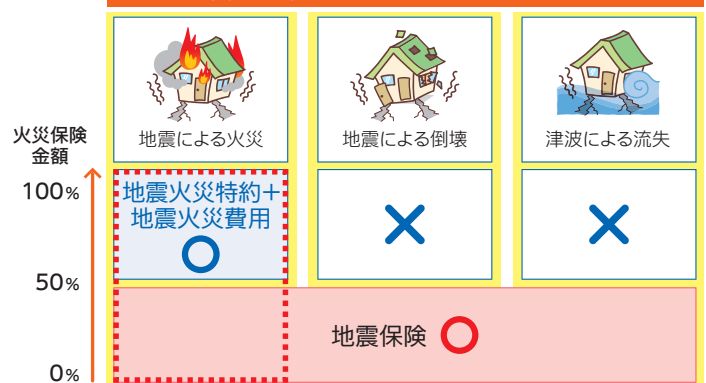 地震による火災
地震による倒壊
津波による流失
火災保険
金額
100%
地震火災特約+
地震火災費用
50%
地震保険
0%